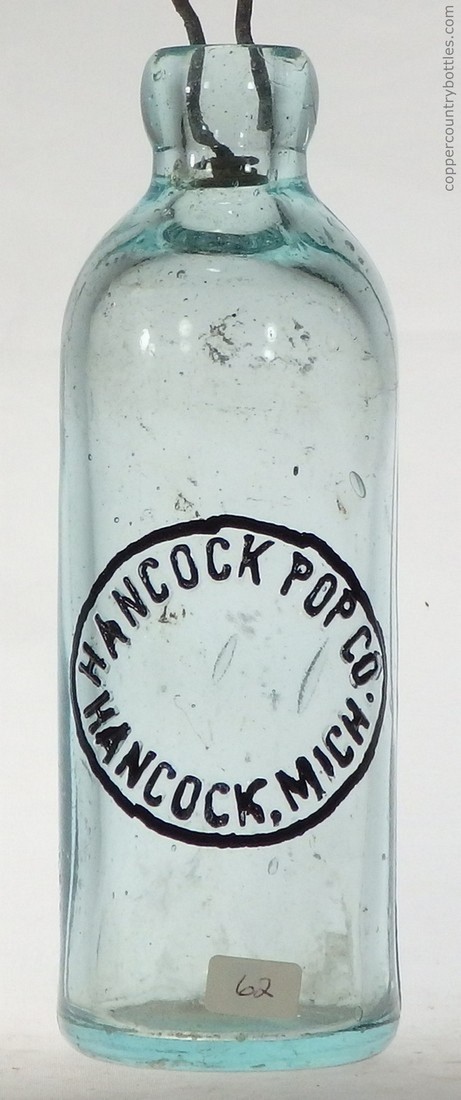 coppercountrybottles.com
HANCOCK POP CO.
HANCOCK, MICH.
62